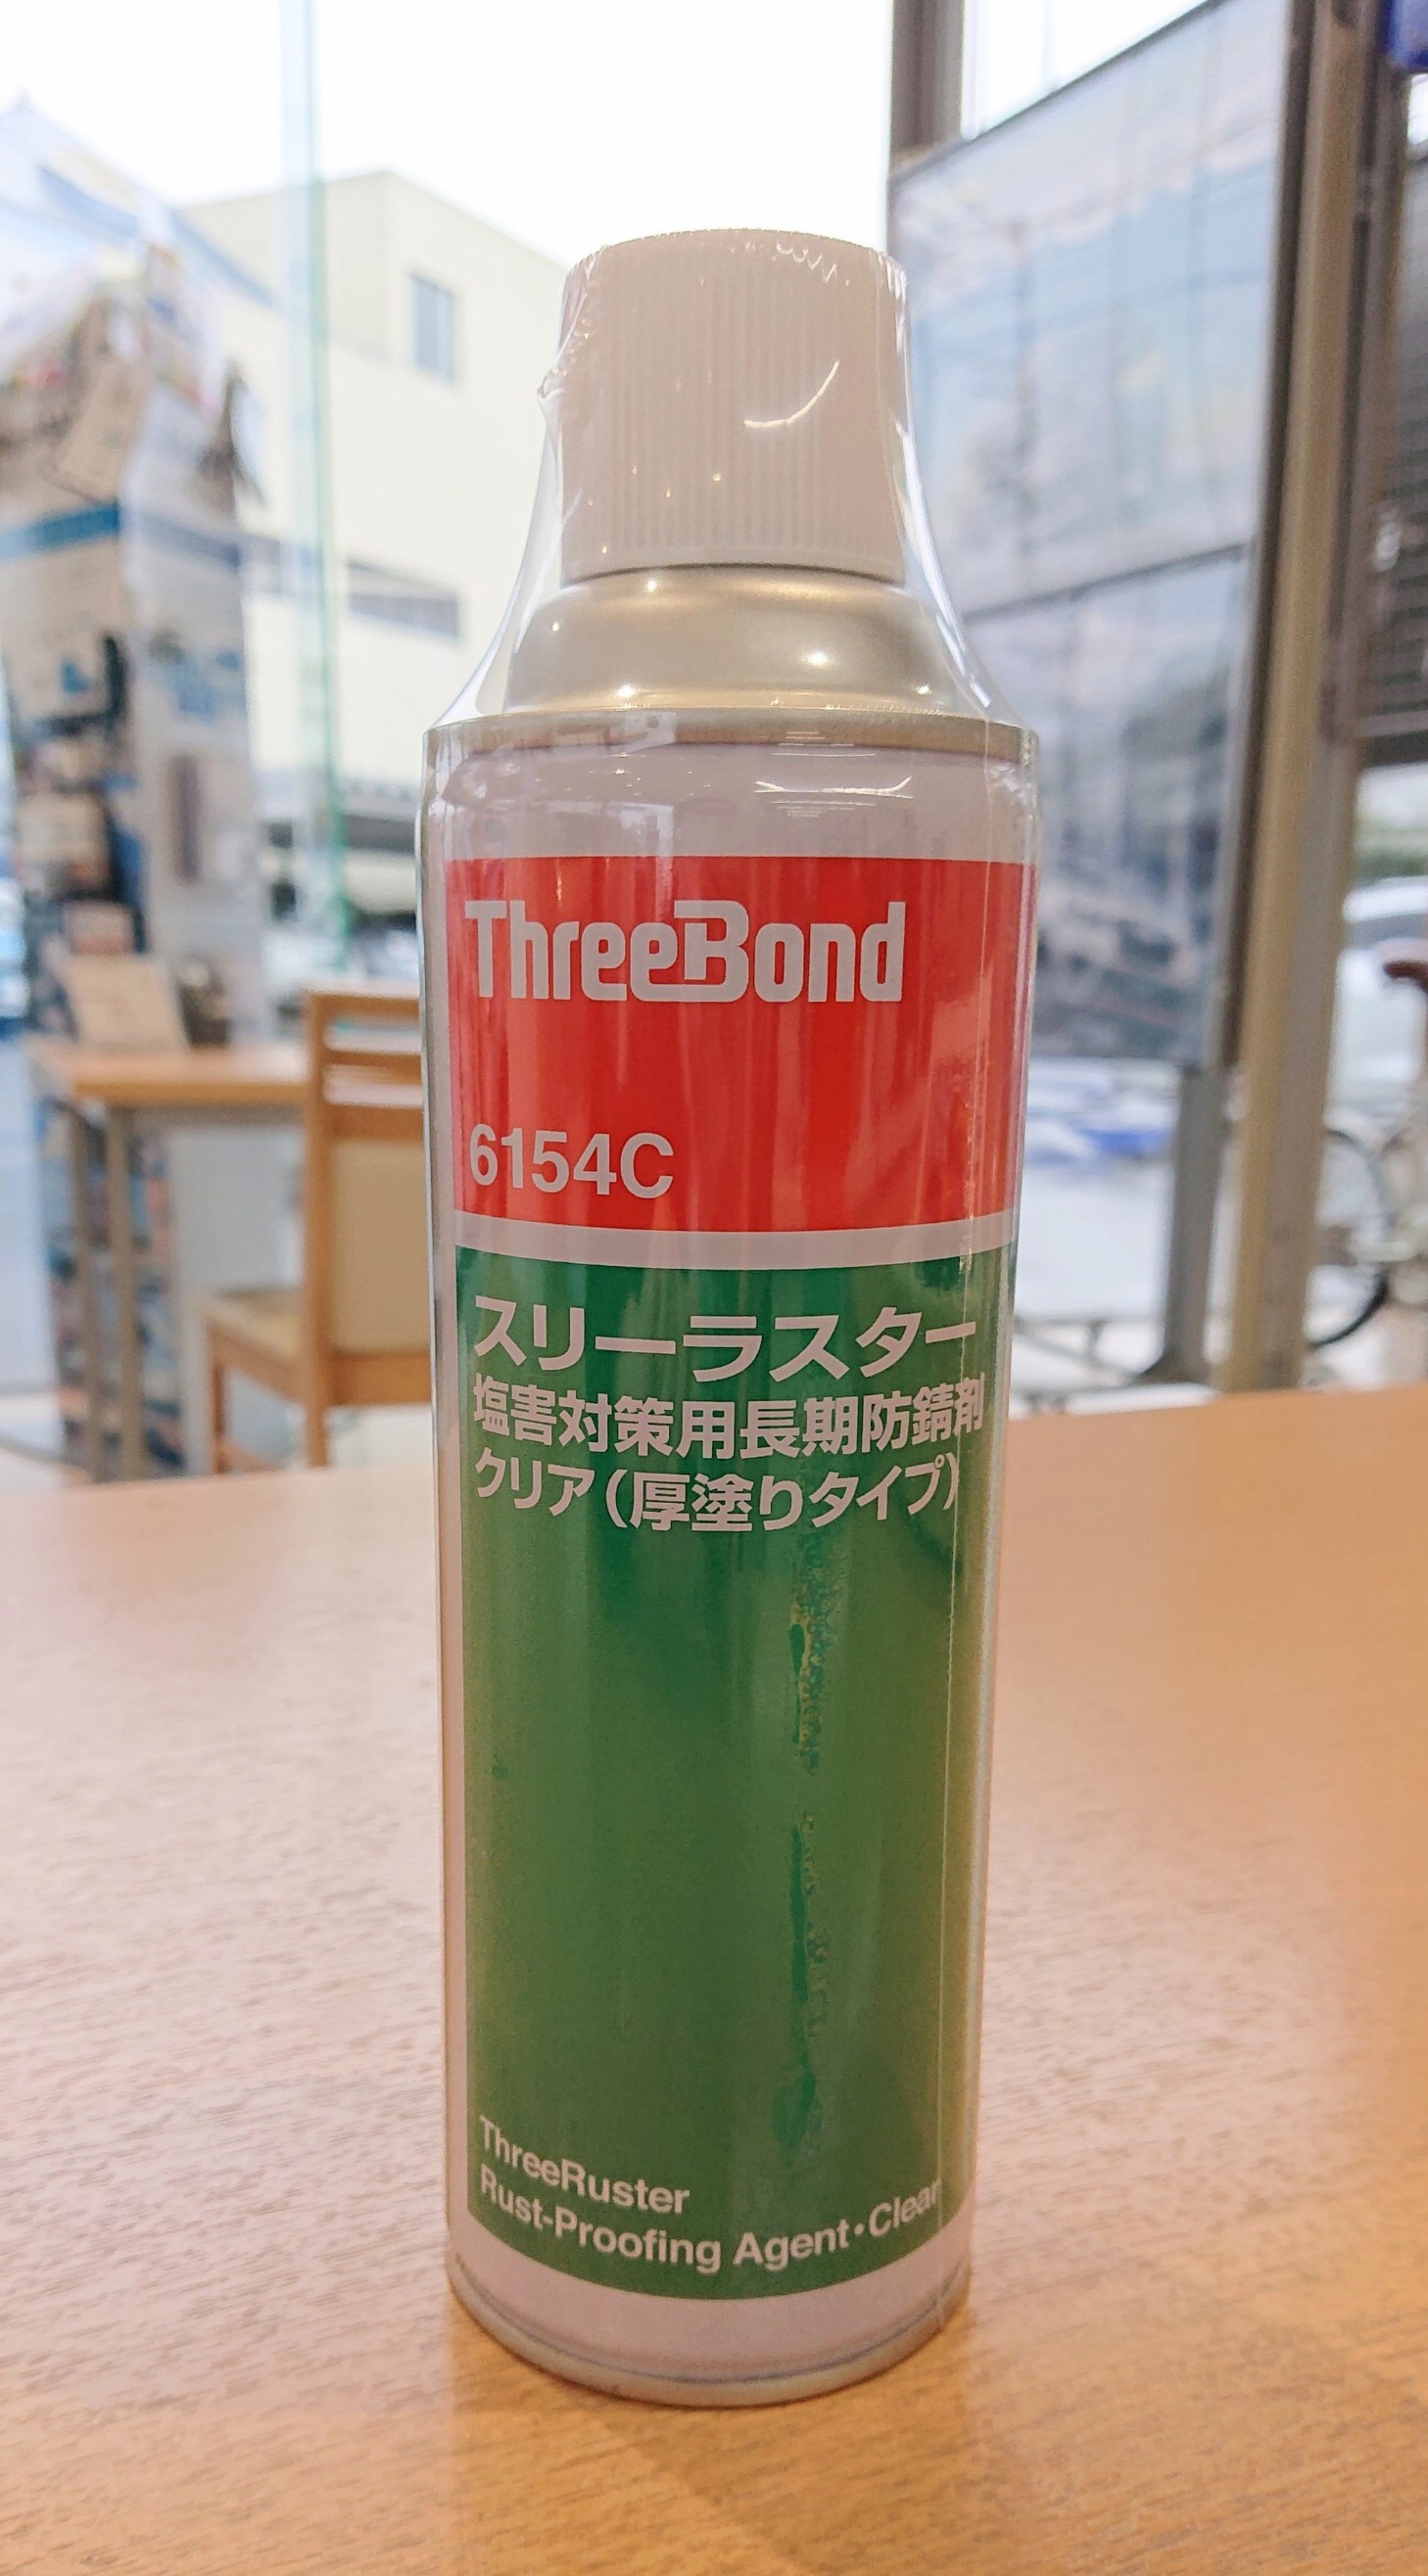 ThreeBond
6154C
スリーラスター
塩害対策用長期防錆剤
クリア（厚塗りタイプ）
ThreeRuster
Rust-Proofing Agent・Clear